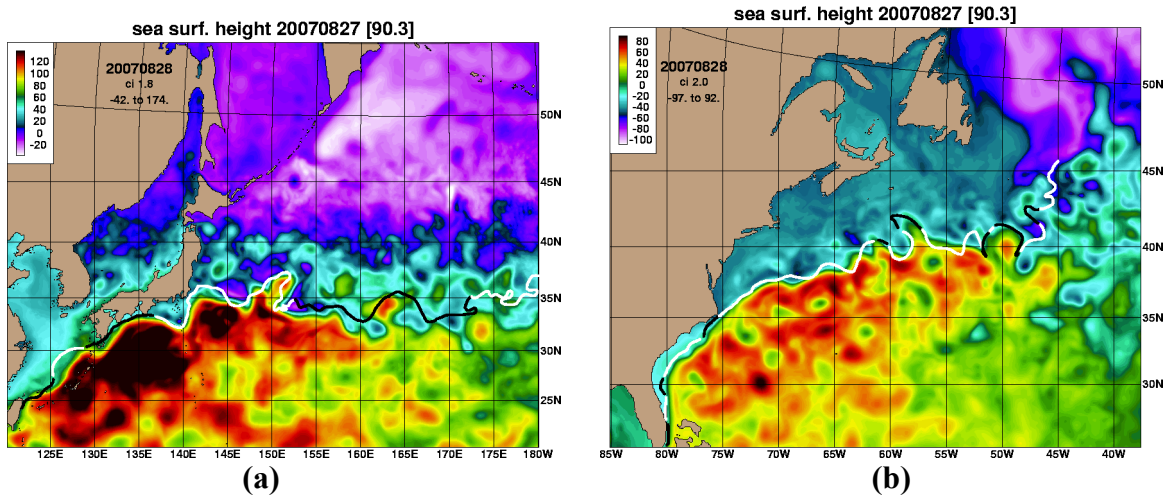 sea surf. height 20070827 [90.3]
120
100
80
60
40
20
0
-20
20070828
ci 1.8
-42. to 174.
50N
45N
40N
35N
30N
25N
125E 130E 135E 140E 145E 150E 155E 160E 165E 170E 175E 180W
(a)
sea surf. height 20070827 [90.3]
80
60
40
20
0
-20
-40
-60
-80
-100
20070828
ci 2.0
-97. to 92.
50N
45N
40N
35N
30N
85W 80W 75W 70W 65W 60W 55W 50W 45W 40W
(b)